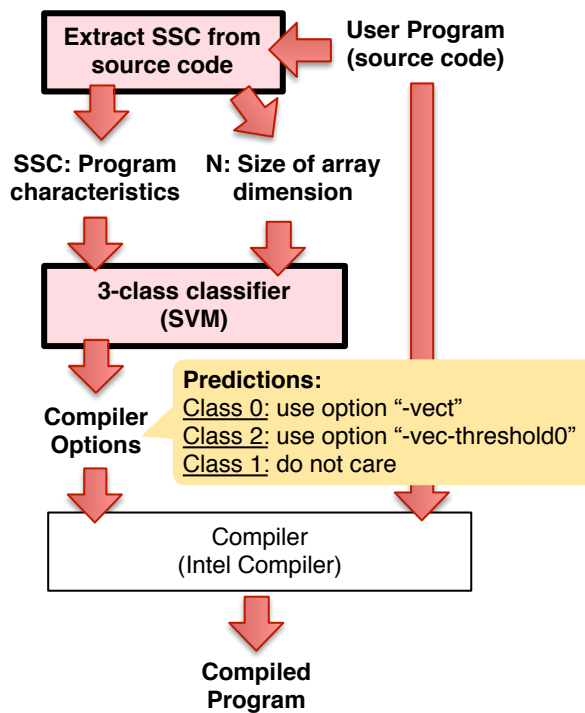 Extract SSC from
source code
User Program
(source code)
SSC: Program
characteristics
N: Size of array
dimension
3-class classifier
(SVM)
Compiler
Options
Predictions:
Class 0: use option “-vect”
Class 2: use option “-vec-threshold0”
Class 1: do not care
Compiler
(Intel Compiler)
Compiled
Program